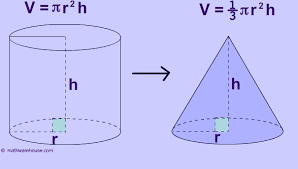 V = πr²h
V = ⅓πr²h
h
h
r
r
© mathwarehouse.com